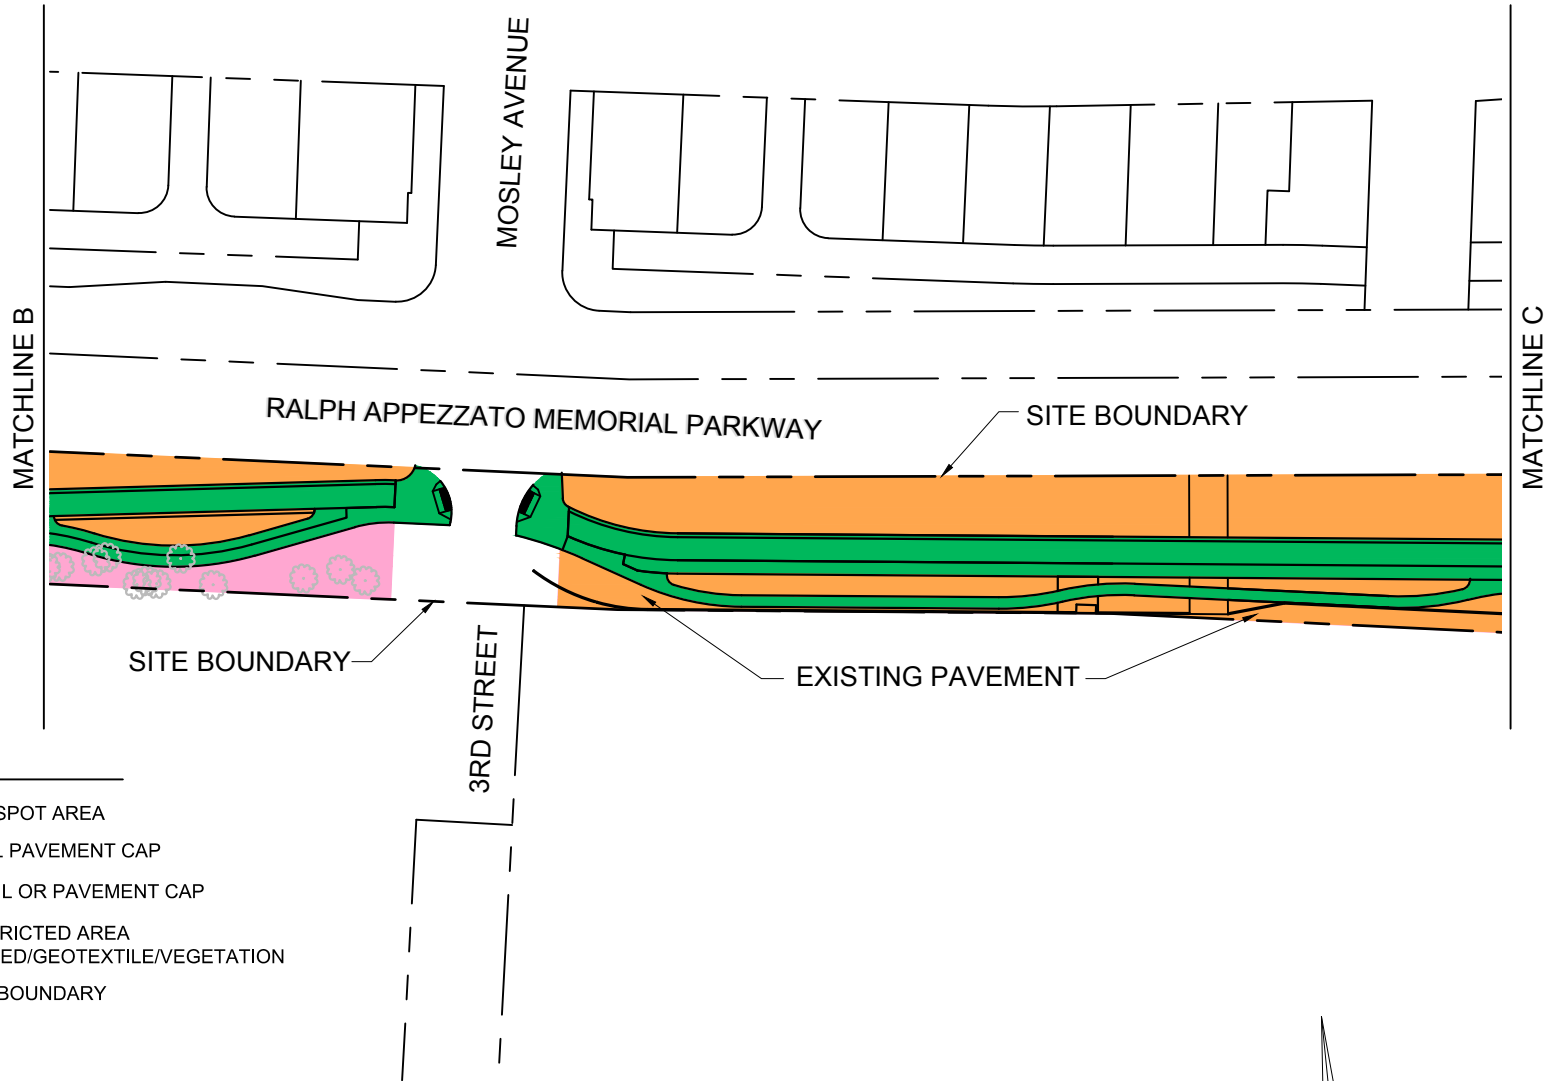 MOSLEY AVENUE
MATCHLINE B
MATCHLINE C
RALPH APPEZZATO MEMORIAL PARKWAY
SITE BOUNDARY
SITE BOUNDARY
EXISTING PAVEMENT
3RD STREET
SPOT AREA
PAVEMENT CAP
OR PAVEMENT CAP
RICTED AREA
ED/GEOTEXTILE/VEGETATION
BOUNDARY